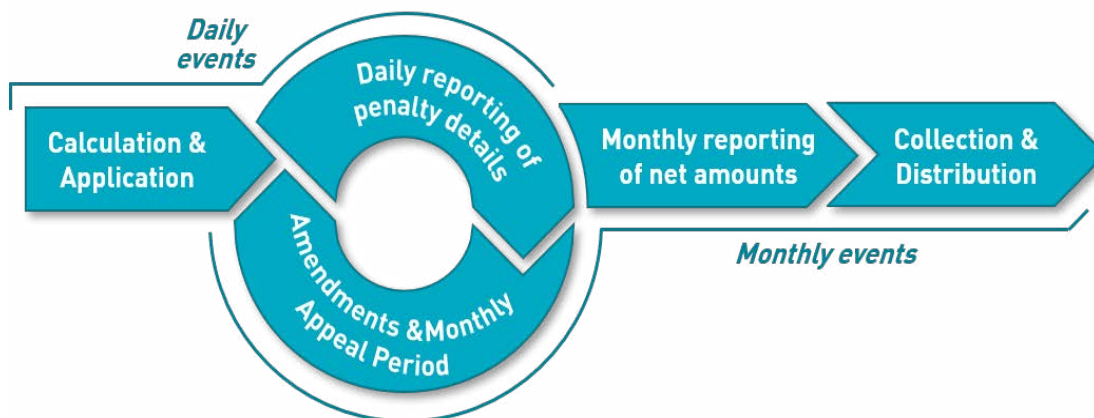 Daily
events
Calculation &
Application
Daily reporting of
penalty details
Amendments &Monthly
Appeal Period
Monthly reporting
of net amounts
Collection &
Distribution
Monthly events